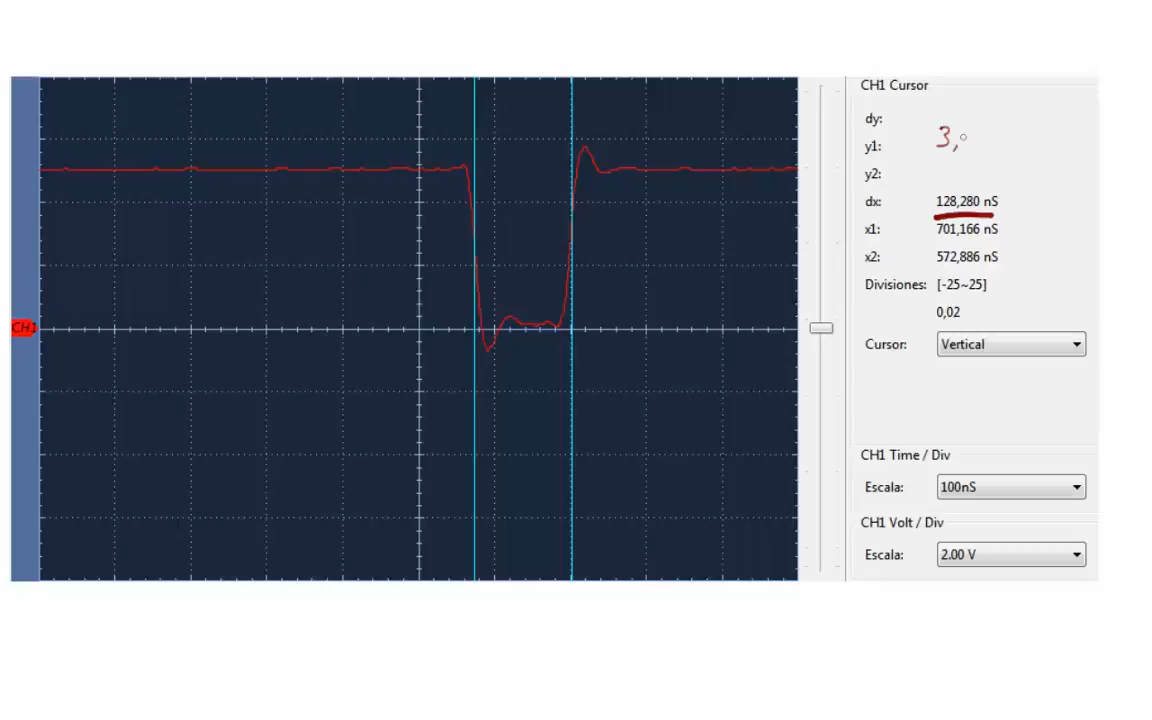 CH1 Cursor
dy:
3,
y1:
y2:
dx: 128,280 nS
x1: 701,166 nS
x2: 572,886 nS
Divisiones: [-25~25]
0,02
Cursor: Vertical
CH1
CH1 Time / Div
Escala: 100nS
CH1 Volt / Div
Escala: 2.00 V